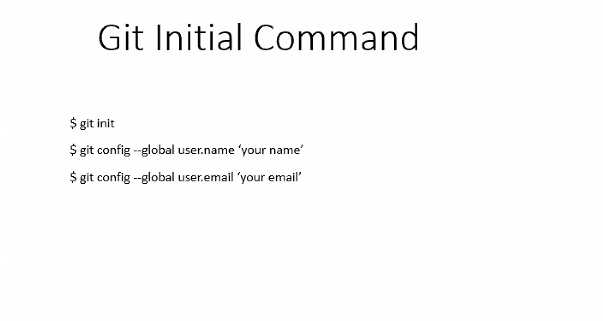 Git Initial Command
$ git init
$ git config --global user.name ‘your name’
$ git config --global user.email ‘your email’